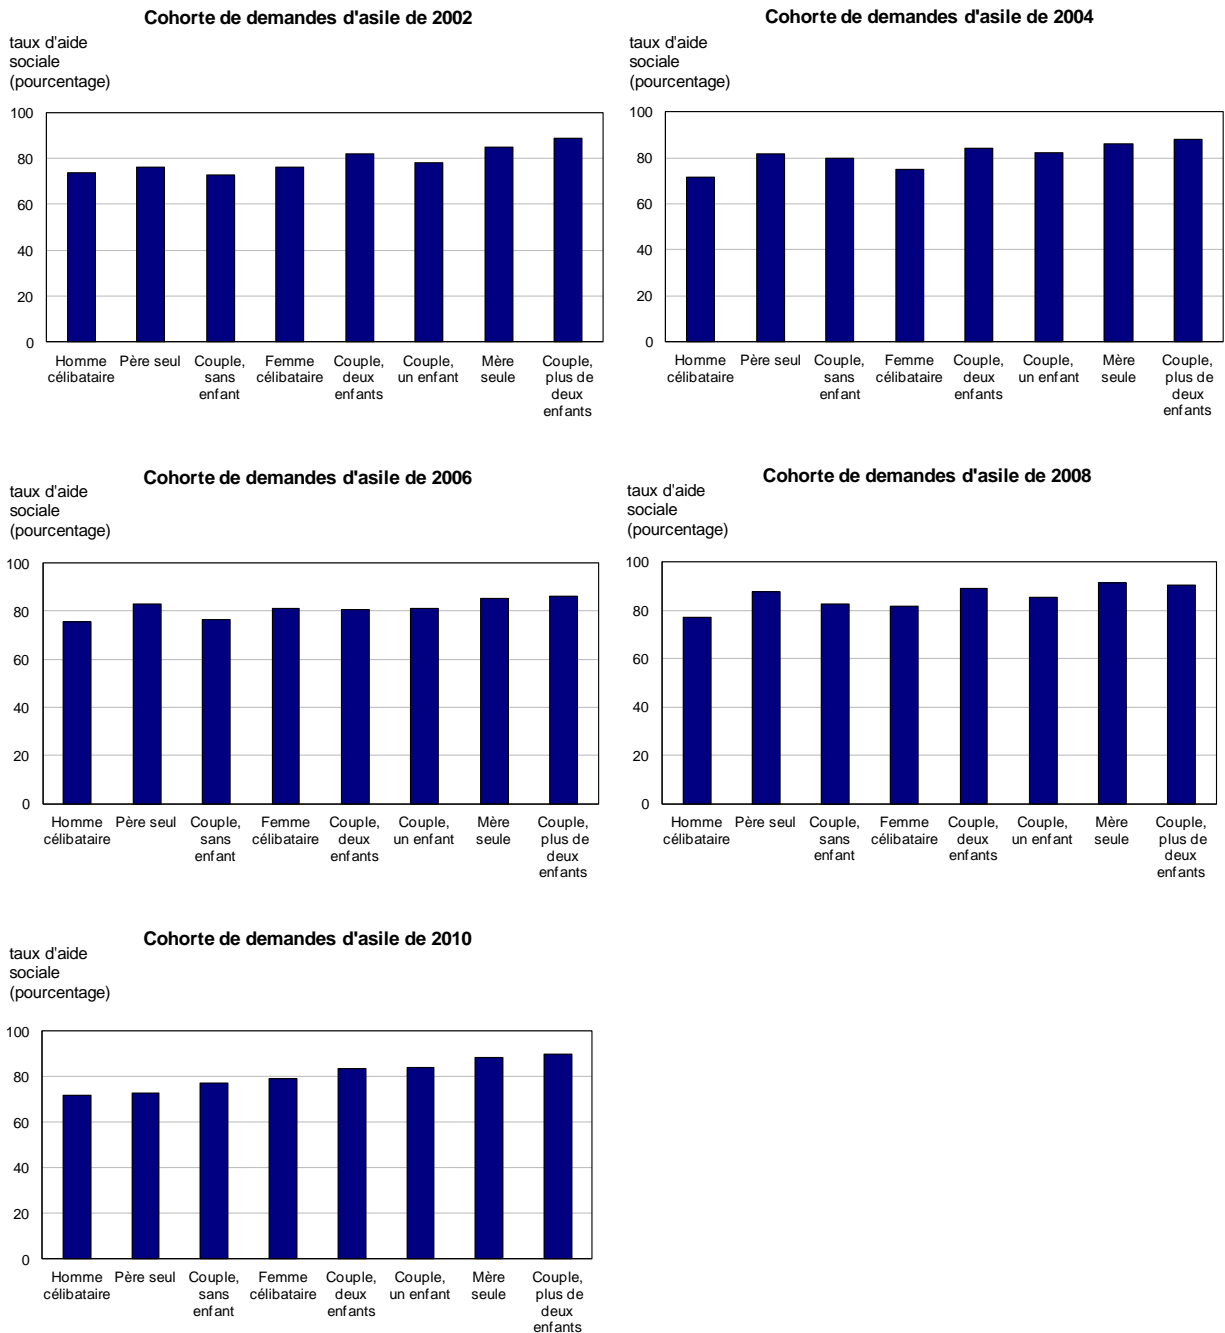 Cohorte de demandes d'asile de 2002
taux d'aide
sociale
(pourcentage)
100
80
60
40
20
0
Homme Père seul Couple, Femme Couple, Couple, Mère Couple,
célibataire sans célibataire deux un enfant seule plus de
enfant enfants deux
enfants
Cohorte de demandes d'asile de 2004
taux d'aide
sociale
(pourcentage)
100
80
60
40
20
0
Homme Père seul Couple, Femme Couple, Couple, Mère Couple,
célibataire sans célibataire deux un enfant seule plus de
enfant enfants deux
enfants
Cohorte de demandes d'asile de 2006
taux d'aide
sociale
(pourcentage)
100
80
60
40
20
0
Homme Père seul Couple, Femme Couple, Couple, Mère Couple,
célibataire sans célibataire deux un enfant seule plus de
enfant enfants deux
enfants
Cohorte de demandes d'asile de 2008
taux d'aide
sociale
(pourcentage)
100
80
60
40
20
0
Homme Père seul Couple, Femme Couple, Couple, Mère Couple,
célibataire sans célibataire deux un enfant seule plus de
enfant enfants deux
enfants
Cohorte de demandes d'asile de 2010
taux d'aide
sociale
(pourcentage)
100
80
60
40
20
0
Homme Père seul Couple, Femme Couple, Couple, Mère Couple,
célibataire sans célibataire deux un enfant seule plus de
enfant enfants deux
enfants